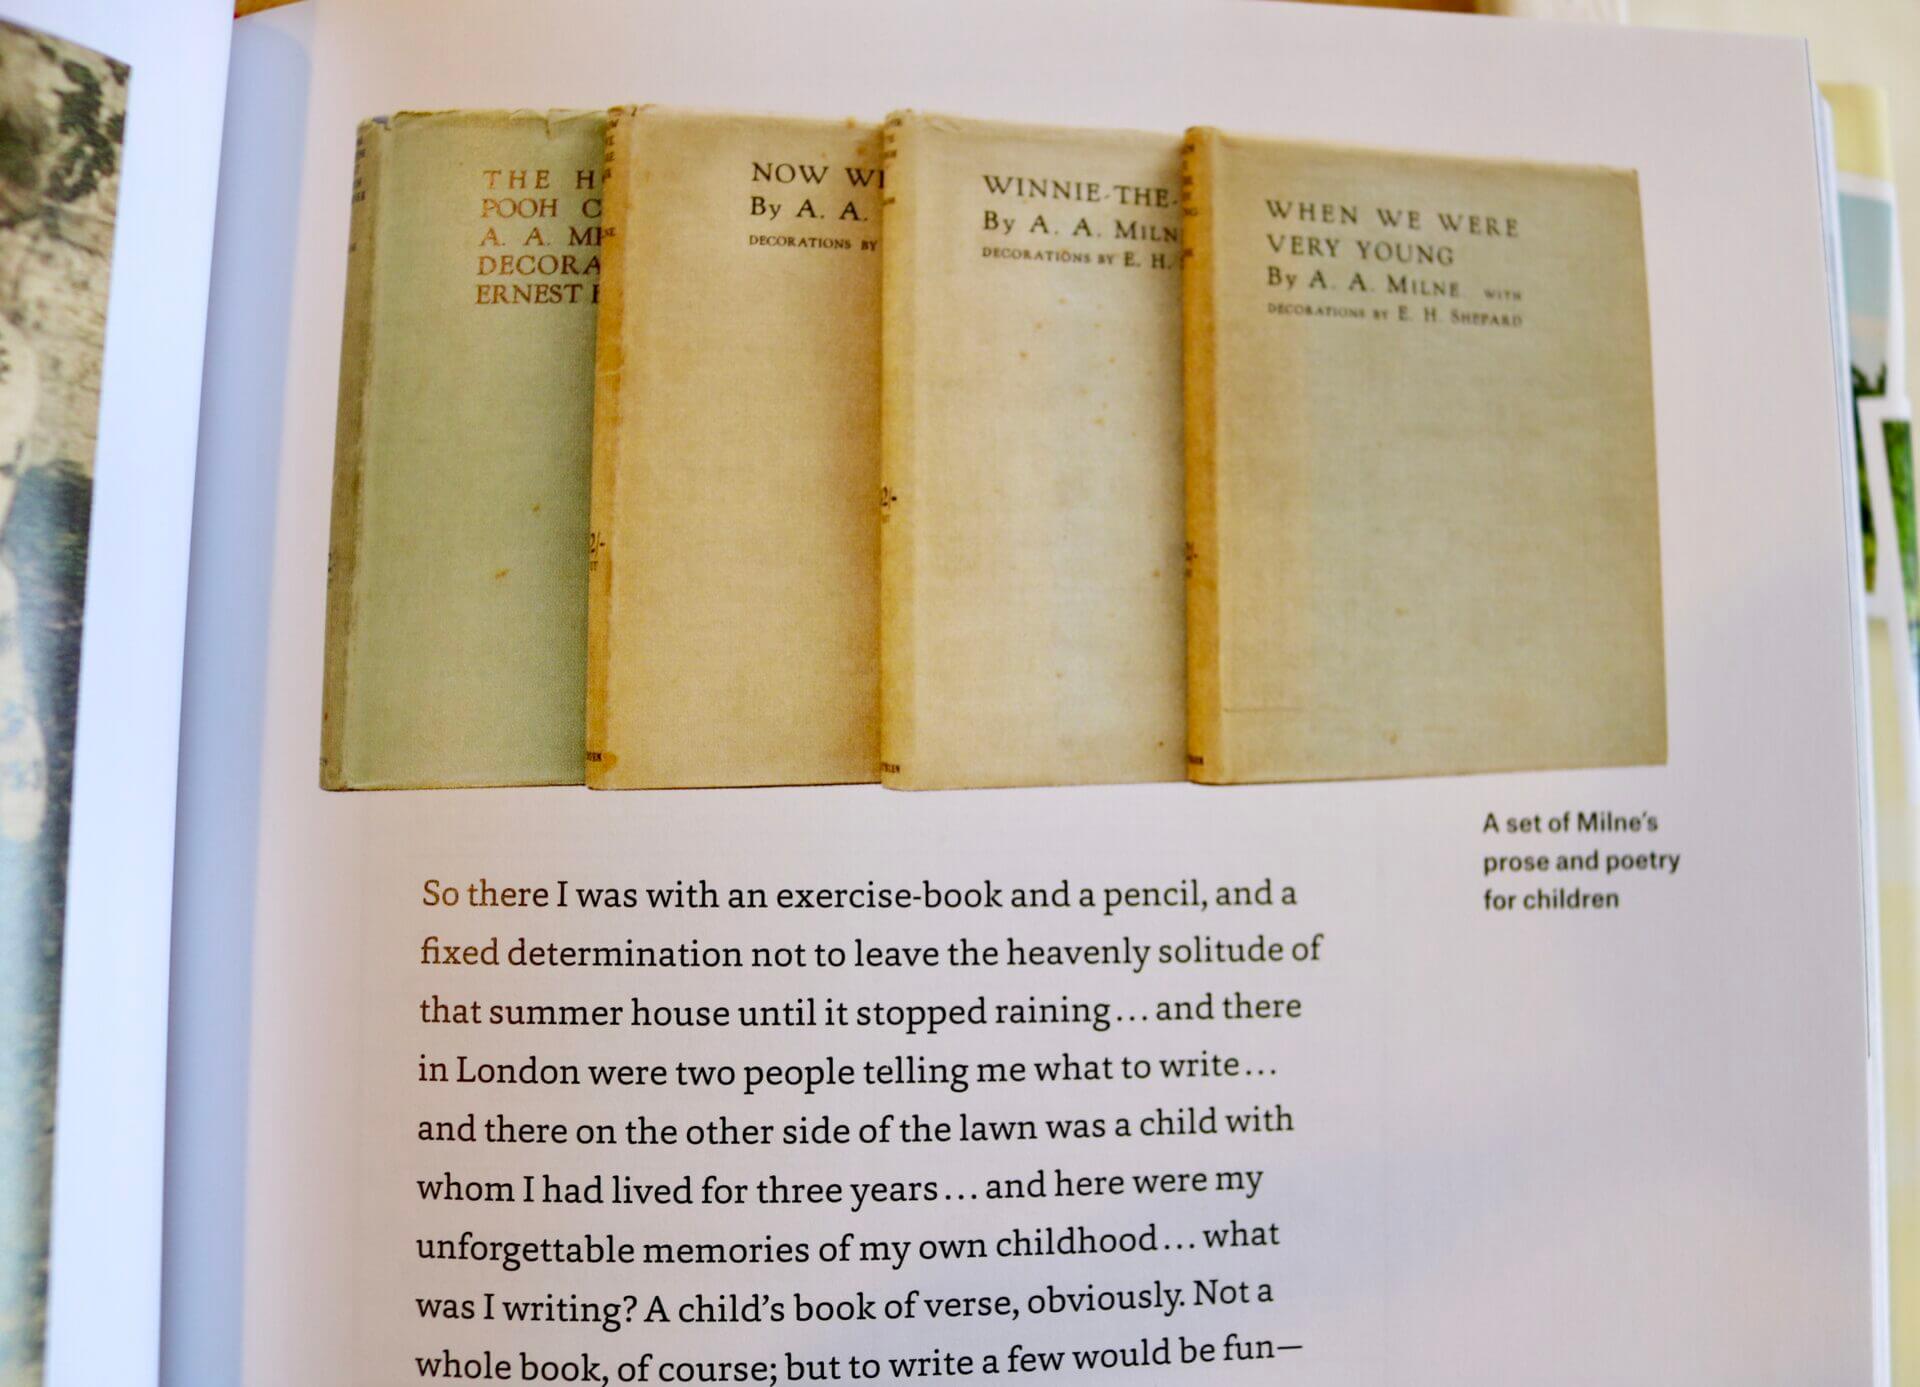 THE H
POOH C
A. A. MI
DECORA
ERNEST
NOW WE
By A. A.
DECORATIONS BY
WINNIE-THE-
By A. A. MILN
DECORATIONS BY E. H.
WHEN WE WERE
VERY YOUNG
By A. A. MILNE WITH
DECORATIONS BY E. H. SHEPARD
2/-
2/-
A set of Milne's
prose and poetry
for children
So there I was with an exercise-book and a pencil, and a
fixed determination not to leave the heavenly solitude of
that summer house until it stopped raining... and there
in London were two people telling me what to write...
and there on the other side of the lawn was a child with
whom I had lived for three years... and here were my
unforgettable memories of my own childhood... what
was I writing? A child's book of verse, obviously. Not a
whole book, of course; but to write a few would be fun—